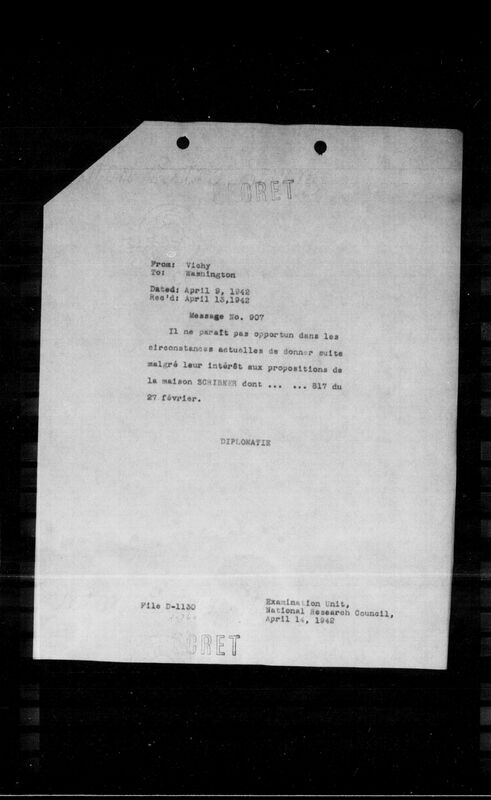 SECRET
From: Vichy
To: Washington
Dated: April 9, 1942
Rec'd: April 13,1942
Message No. 907
Il ne paraît pas opportun dans les
circonstances actuelles de donner suite
malgré leur intérêt aux propositions de
la maison SCRIBNER dont ... ... 817 du
27 février.
DIPLOMATIE
File D-1130
Examination Unit,
National Research Council,
April 14, 1942
SECRET